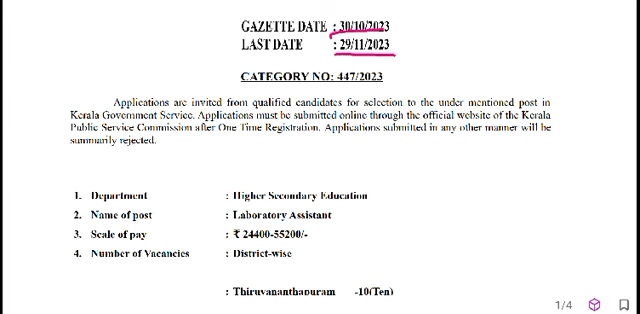 GAZETTE DATE : 30/10/2023
LAST DATE : 29/11/2023
CATEGORY NO: 447/2023
Applications are invited from qualified candidates for selection to the under mentioned post in
Kerala Government Service. Applications must be submitted online through the official website of the Kerala
Public Service Commission after One Time Registration. Applications submitted in any other manner will be
summarily rejected.
1. Department : Higher Secondary Education
2. Name of post : Laboratory Assistant
3. Scale of pay : ₹ 24400-55200/-
4. Number of Vacancies : District-wise
: Thiruvananthapuram -10(Ten)
1/4